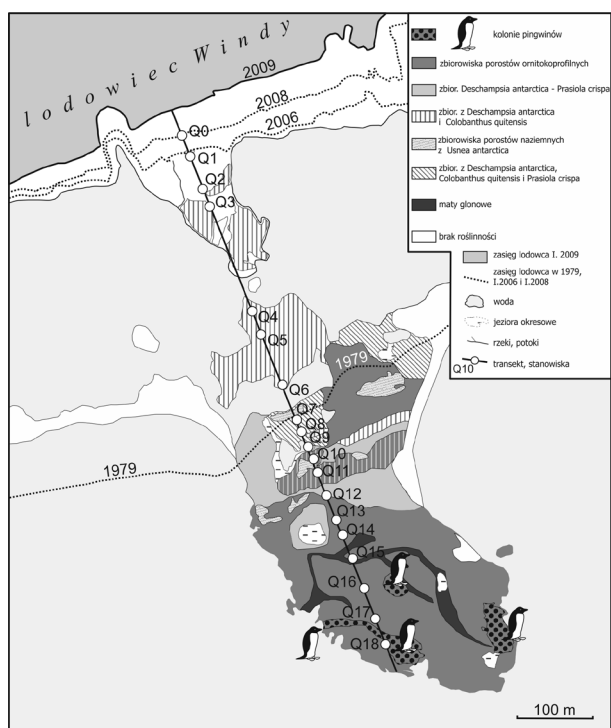 lodowiec Windy
2009
2008
2006
Q0
Q1
Q2
Q3
Q4
Q5
Q6
Q7
Q8
Q9
Q10
Q11
Q12
Q13
Q14
Q15
Q16
Q17
Q18
1979
1979
kolonie pingwinów
zbiorowiska porostów ornitokoprofilnych
zbior. Deschampsia antarctica - Prasiola crispa
zbior. z Deschampsia antarctica
i Colobanthus quitensis
zbiorowiska porostów naziemnych
z Usnea antarctica
zbior. z Deschampsia antarctica,
Colobanthus quitensis i Prasiola crispa
maty glonowe
brak roślinności
zasięg lodowca I. 2009
zasięg lodowca w 1979,
I.2006 i I.2008
woda
jeziora okresowe
rzeki, potoki
Q10 transekt, stanowiska
100 m